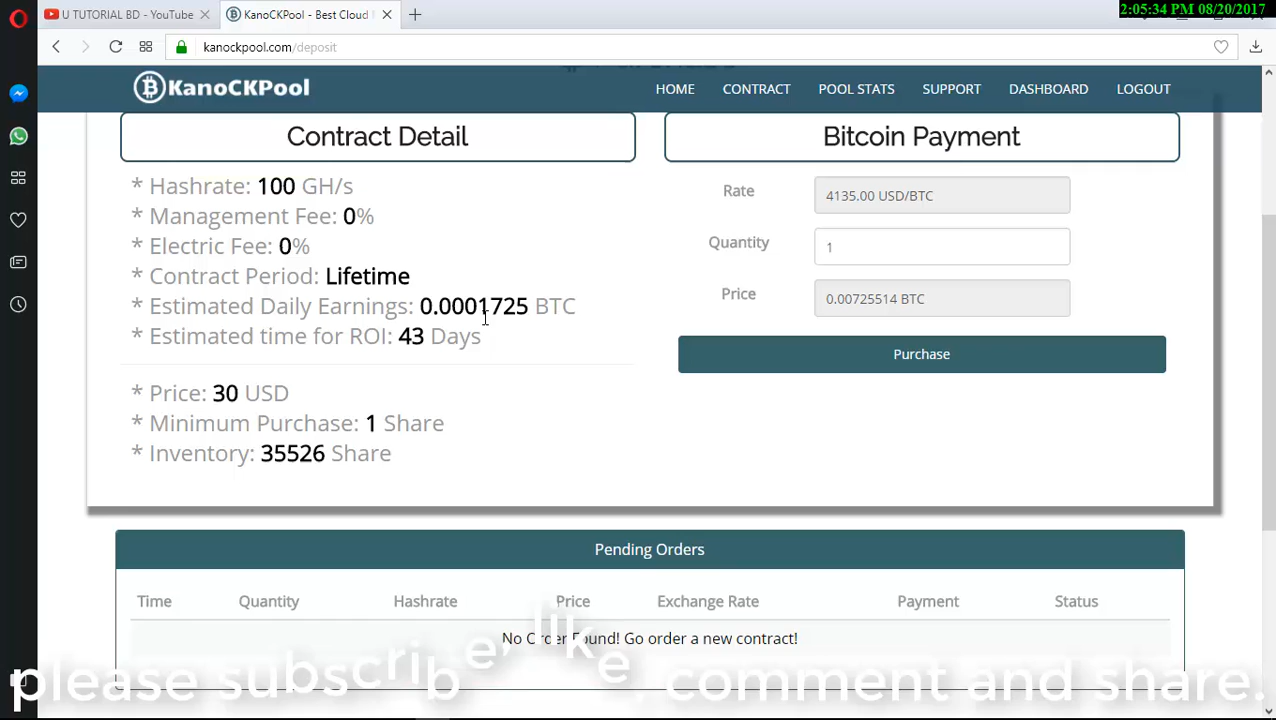 2:05:34 PM 08/20/2017
U TUTORIAL BD - YouTube
KanoCKPool - Best Cloud
kanockpool.com/deposit
KanoCKPool
HOME CONTRACT POOL STATS SUPPORT DASHBOARD LOGOUT
Contract Detail
* Hashrate: 100 GH/s
* Management Fee: 0%
* Electric Fee: 0%
* Contract Period: Lifetime
* Estimated Daily Earnings: 0.0001725 BTC
* Estimated time for ROI: 43 Days
* Price: 30 USD
* Minimum Purchase: 1 Share
* Inventory: 35526 Share
Bitcoin Payment
Rate 4135.00 USD/BTC
Quantity 1
Price 0.00725514 BTC
Purchase
Pending Orders
Time Quantity Hashrate Price Exchange Rate Payment Status
No Order Found! Go order a new contract!
please subscribe, like, comment and share.